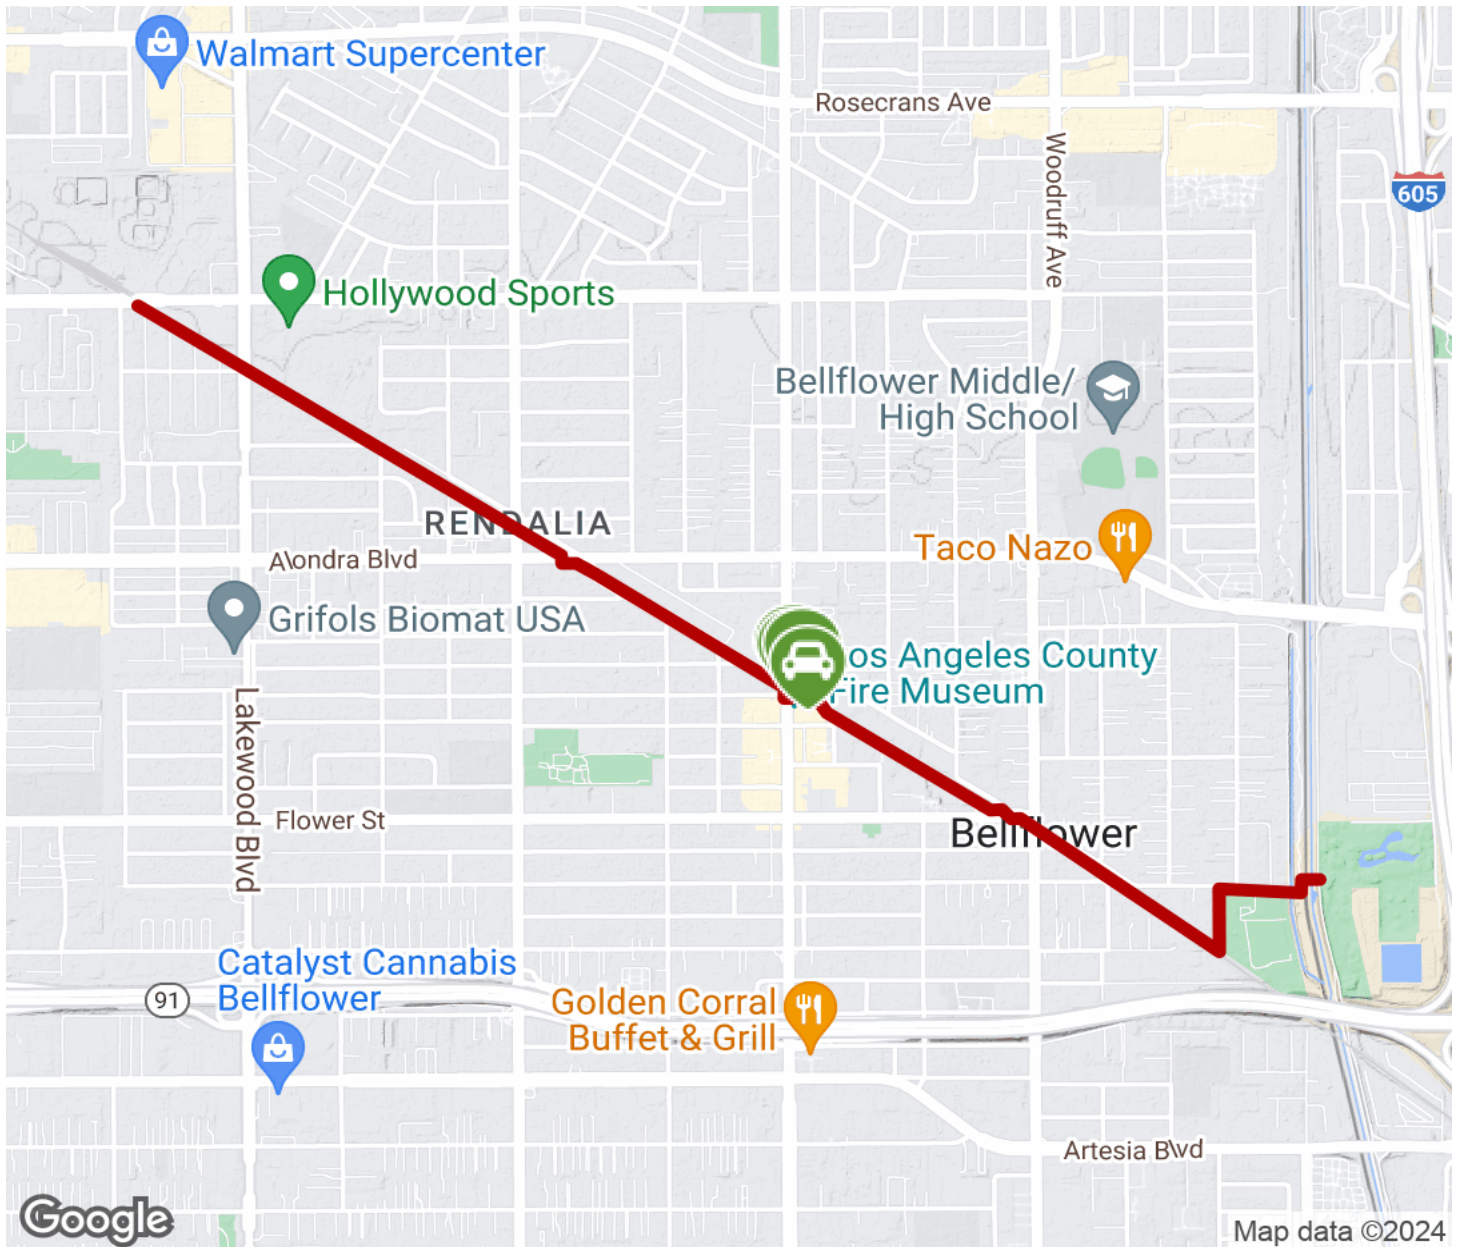 Walmart Supercenter
Rosecrans Ave
Woodruff Ave
605
Hollywood Sports
Bellflower Middle/
High School
RENDALIA
A\ondra Blvd
Taco Nazo
Grifols Biomat USA
os Angeles County
Fire Museum
Lakewood Blvd
Flower St
Bellflower
Catalyst Cannabis
Bellflower
91
Golden Corral
Buffet & Grill
Artesia B\vd
Google
Map data ©2024